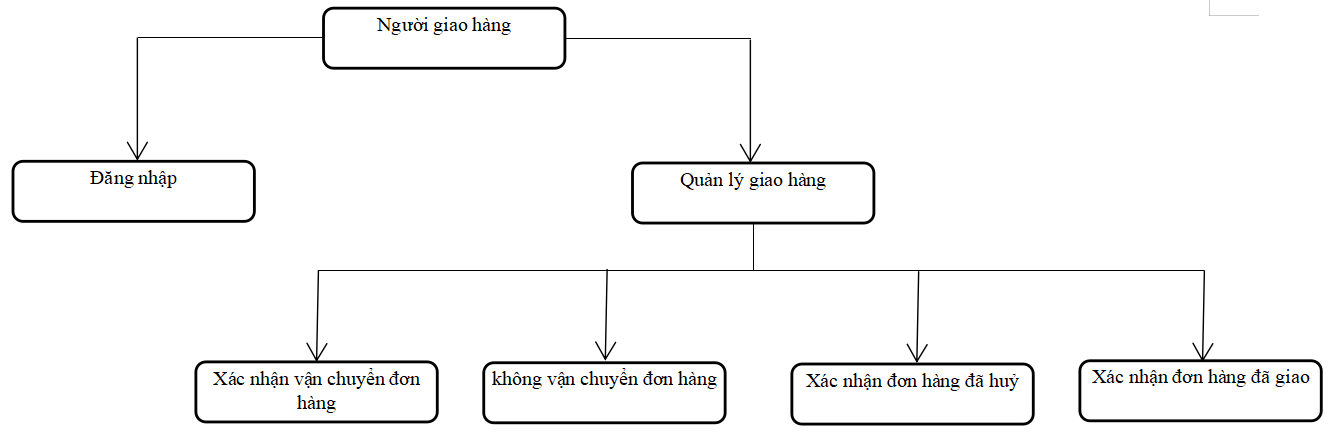 Người giao hàng
Đăng nhập
Quản lý giao hàng
Xác nhận vận chuyển đơn
hàng
không vận chuyển đơn hàng
Xác nhận đơn hàng đã huỷ
Xác nhận đơn hàng đã giao